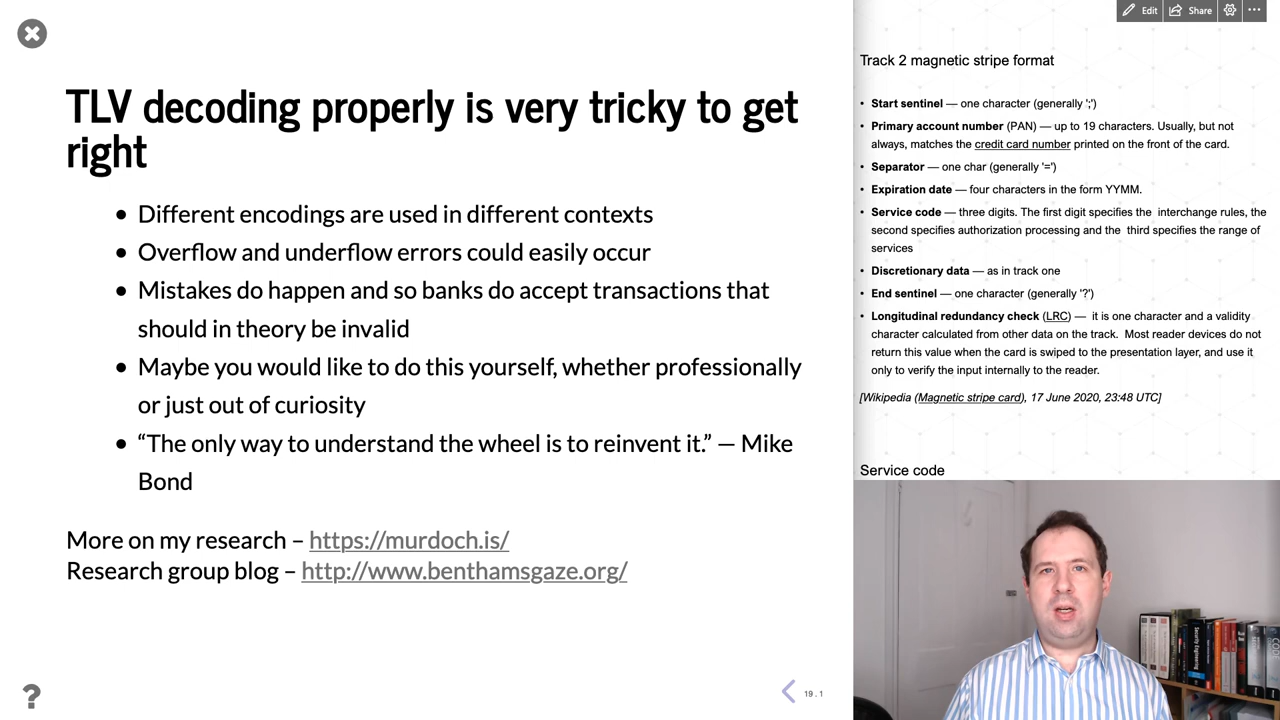 Edit
Share
TLV decoding properly is very tricky to get
right
• Different encodings are used in different contexts
• Overflow and underflow errors could easily occur
• Mistakes do happen and so banks do accept transactions that
should in theory be invalid
• Maybe you would like to do this yourself, whether professionally
or just out of curiosity
• “The only way to understand the wheel is to reinvent it.” — Mike
Bond
More on my research – https://murdoch.is/
Research group blog – http://www.benthamsgaze.org/
?
19 . 1
Track 2 magnetic stripe format
• Start sentinel — one character (generally ';')
• Primary account number (PAN) — up to 19 characters. Usually, but not
always, matches the credit card number printed on the front of the card.
• Separator — one char (generally '=')
• Expiration date — four characters in the form YYMM.
• Service code — three digits. The first digit specifies the interchange rules, the
second specifies authorization processing and the third specifies the range of
services
• Discretionary data — as in track one
• End sentinel — one character (generally '?')
• Longitudinal redundancy check (LRC) — it is one character and a validity
character calculated from other data on the track. Most reader devices do not
return this value when the card is swiped to the presentation layer, and use it
only to verify the input internally to the reader.
[Wikipedia (Magnetic stripe card), 17 June 2020, 23:48 UTC]
Service code
Security Engineering